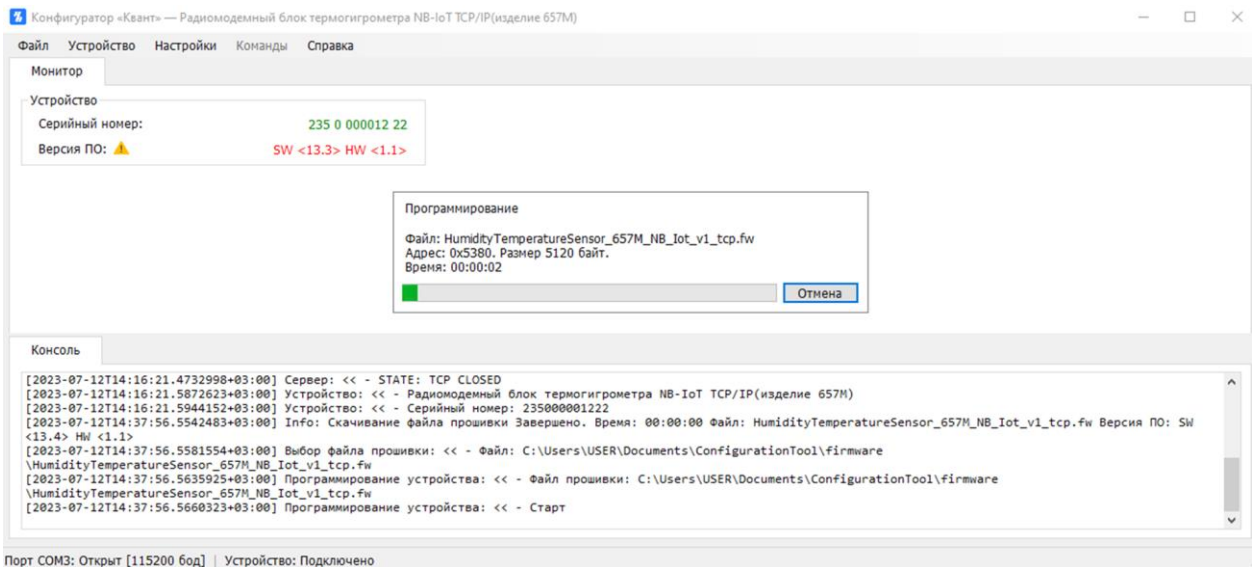 Конфигуратор «Квант» — Радиомодемный блок термогигрометра NB-IoT TCP/IP(изделие 657М)
Файл Устройство Настройки Команды Справка
Монитор
Устройство
Серийный номер: 235 0 000012 22
Версия ПО: SW <13.3> HW <1.1>
Программирование
Файл: HumidityTemperatureSensor_657M_NB_Iot_v1_tcp.fw
Адрес: 0x5380. Размер 5120 байт.
Время: 00:00:02
Отмена
Консоль
[2023-07-12T14:16:21.4732998+03:00] Сервер: << - STATE: TCP CLOSED
[2023-07-12T14:16:21.5872623+03:00] Устройство: << - Радиомодемный блок термогигрометра NB-IoT TCP/IP(изделие 657М)
[2023-07-12T14:16:21.5944152+03:00] Устройство: << - Серийный номер: 235000001222
[2023-07-12T14:37:56.5542483+03:00] Info: Скачивание файла прошивки Завершено. Время: 00:00:00 Файл: HumidityTemperatureSensor_657M_NB_Iot_v1_tcp.fw Версия ПО: SW
<13.4> HW <1.1>
[2023-07-12T14:37:56.5581554+03:00] Выбор файла прошивки: << - Файл: C:\Users\USER\Documents\ConfigurationTool\firmware
\HumidityTemperatureSensor_657M_NB_Iot_v1_tcp.fw
[2023-07-12T14:37:56.5635925+03:00] Программирование устройства: << - Файл прошивки: C:\Users\USER\Documents\ConfigurationTool\firmware
\HumidityTemperatureSensor_657M_NB_Iot_v1_tcp.fw
[2023-07-12T14:37:56.5660323+03:00] Программирование устройства: << - Старт
Порт COM3: Открыт [115200 бод] | Устройство: Подключено